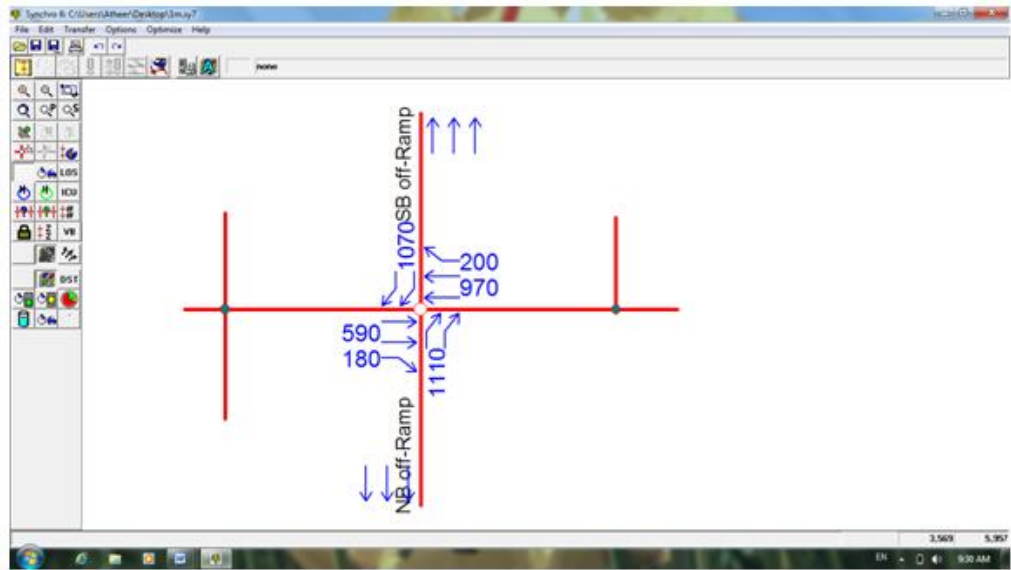 Synchro 6: C:\Users\Atheer\Desktop\1m.sy7
File Edit Transfer Options Optimize Help
none
LOS
ICU
VB
DST
SB off-Ramp
1070
200
970
590
180
1110
NB off-Ramp
3,569 5,957
EN 9:30 AM